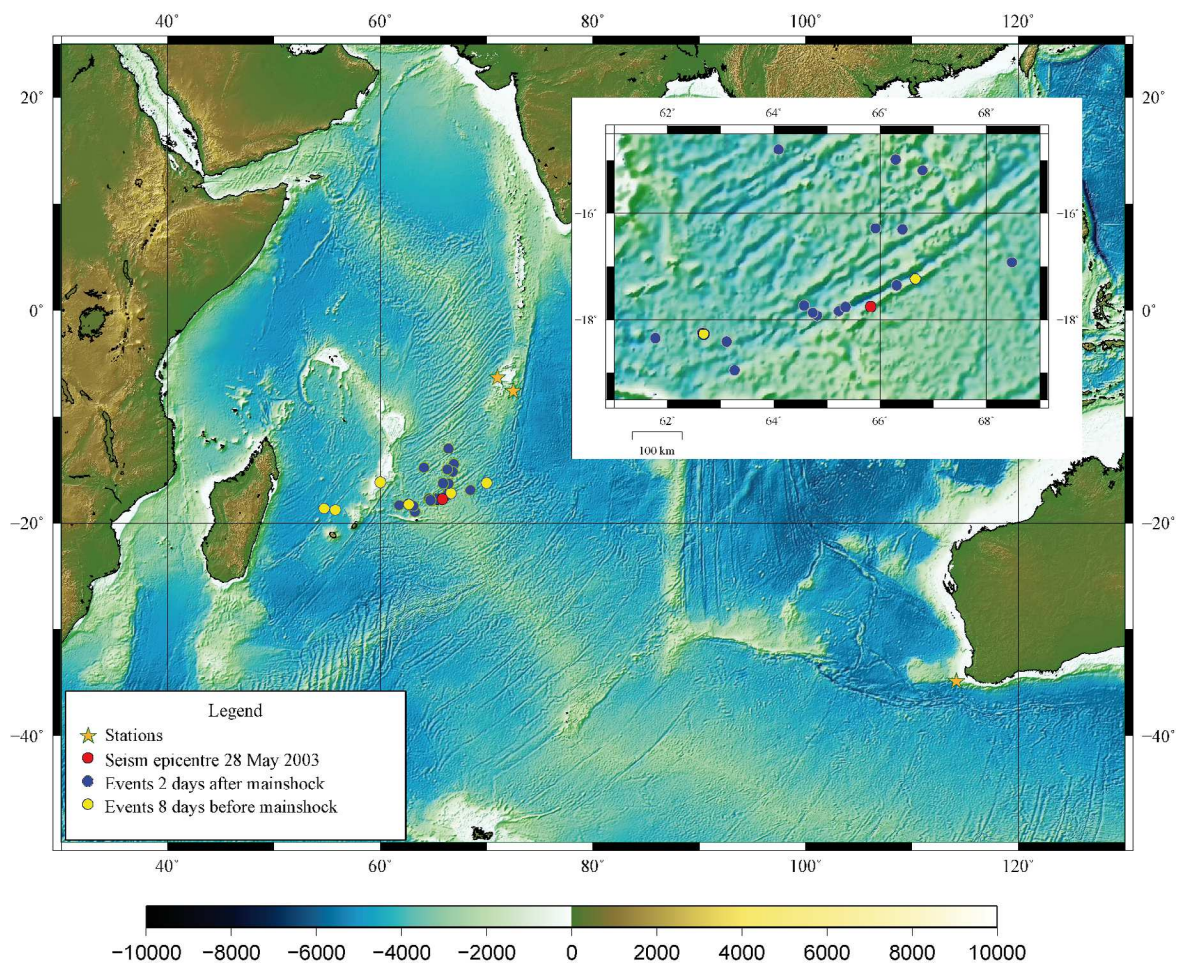 40˚ 60˚ 80˚ 100˚ 120˚
20˚ 20˚
62˚ 64˚ 66˚ 68˚
−16˚ −16˚
−18˚ −18˚
62˚ 64˚ 66˚ 68˚
100 km
0˚ 0˚
−20˚ −20˚
−40˚ −40˚
Legend
Stations
Seism epicentre 28 May 2003
Events 2 days after mainshock
Events 8 days before mainshock
40˚ 60˚ 80˚ 100˚ 120˚
−10000 −8000 −6000 −4000 −2000 0 2000 4000 6000 8000 10000